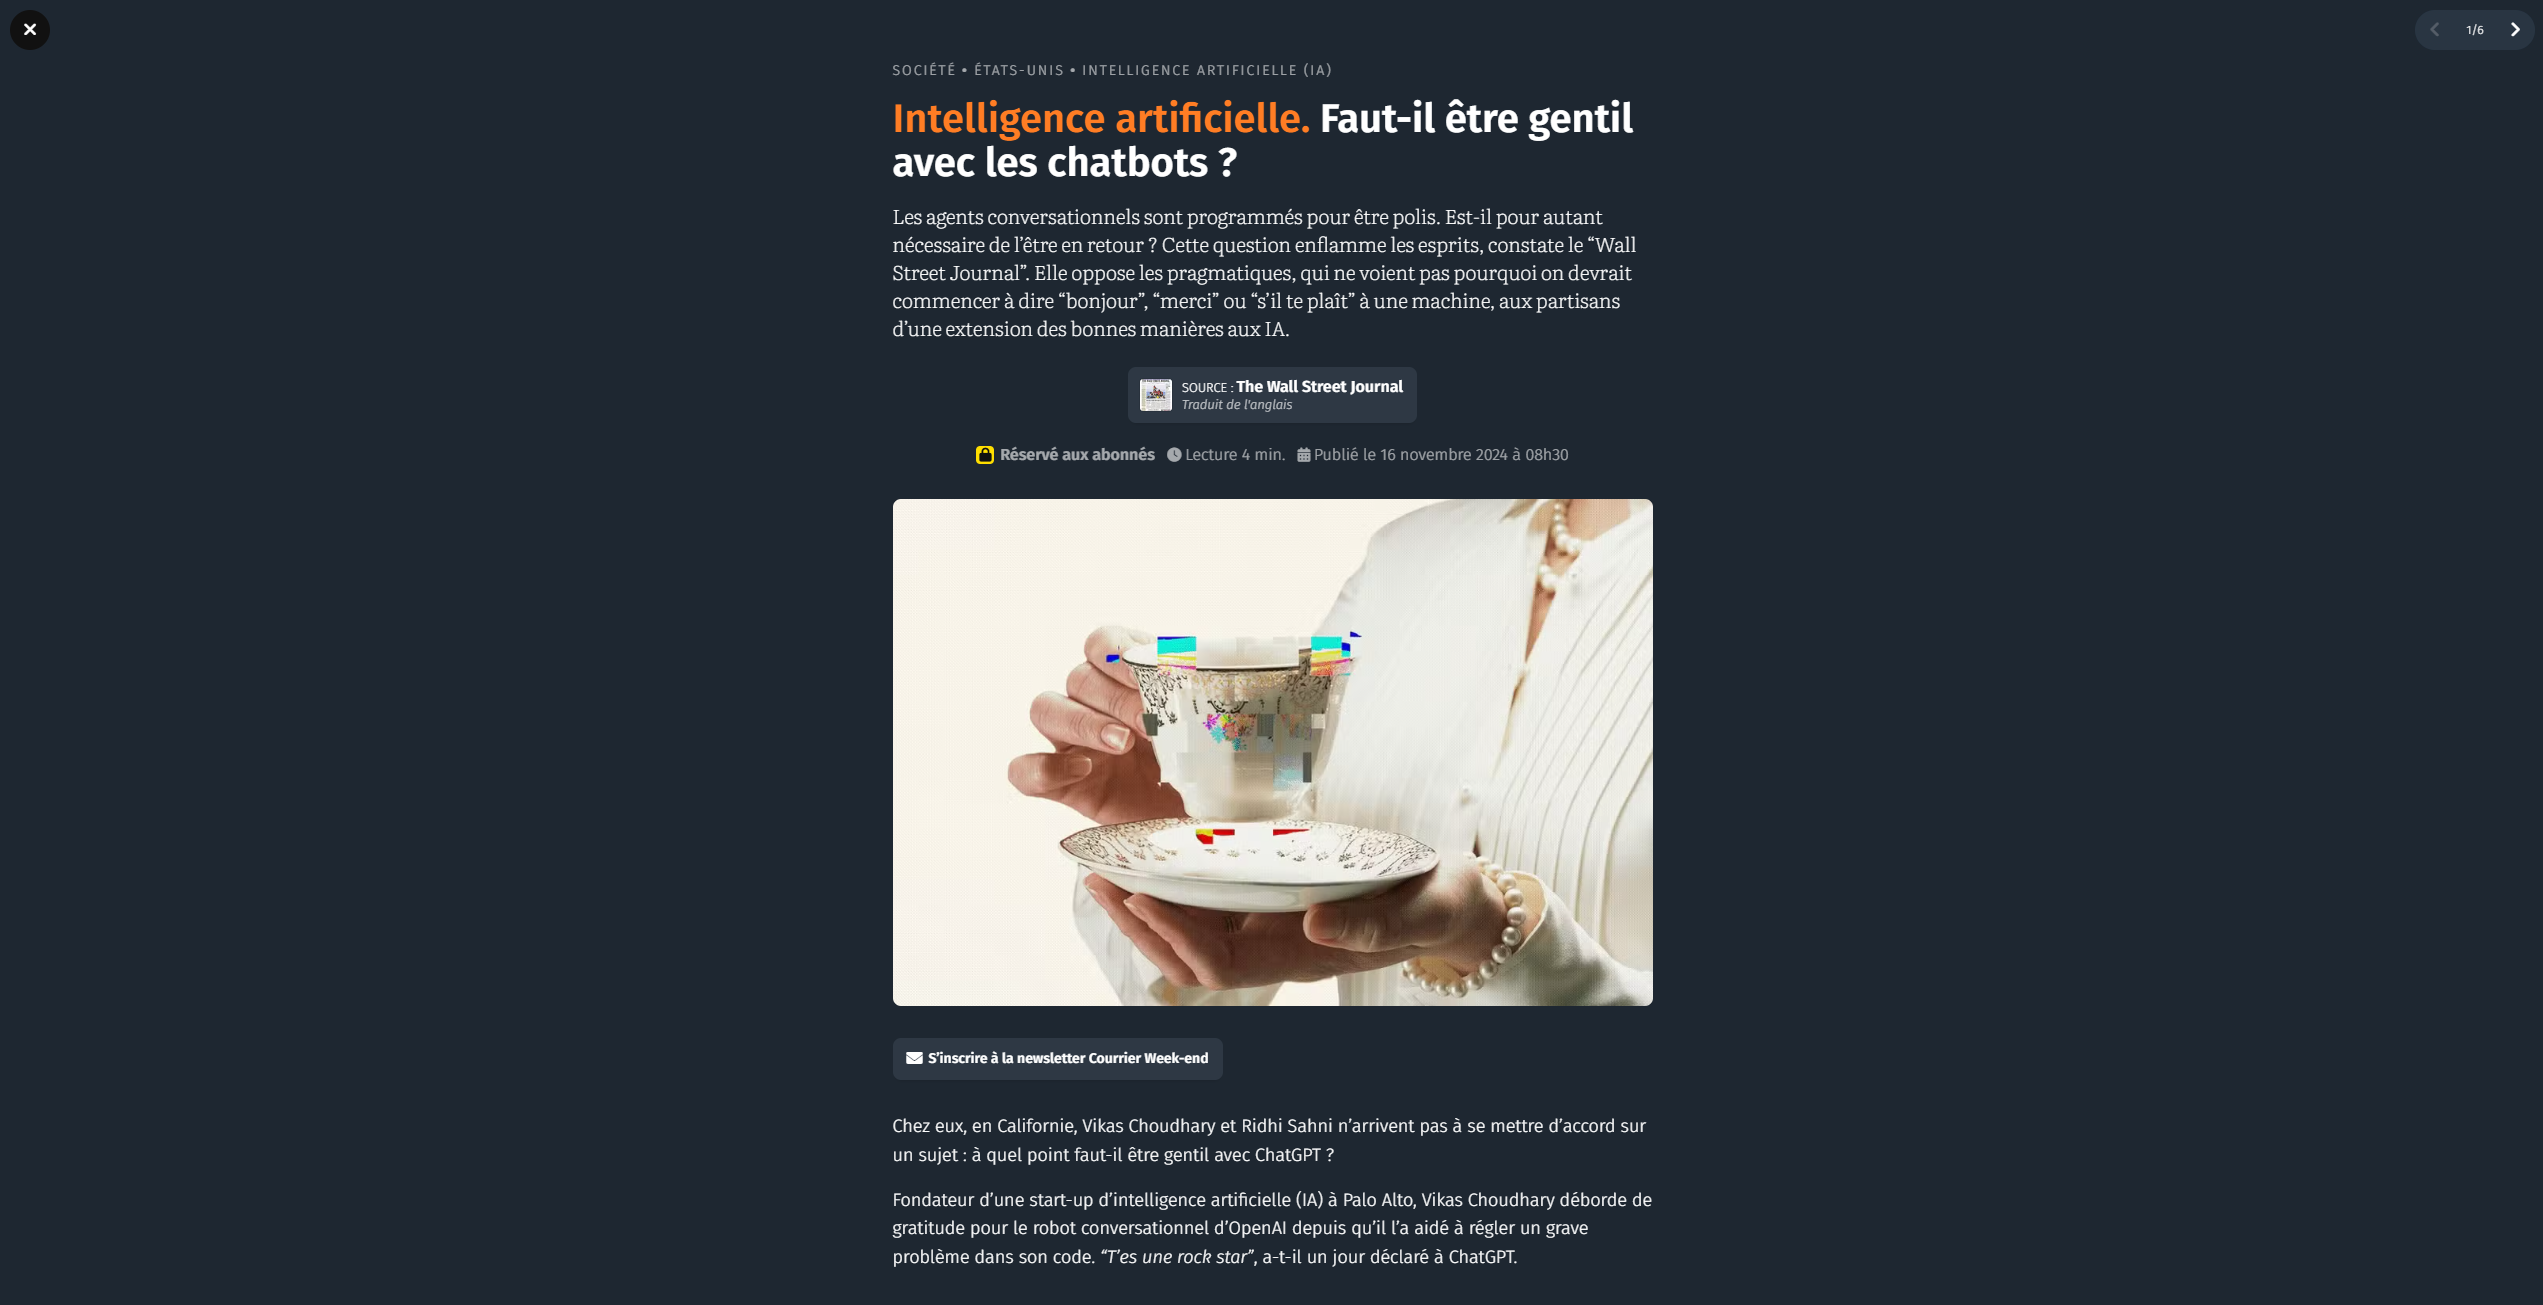 1/6
SOCIÉTÉ • ÉTATS-UNIS • INTELLIGENCE ARTIFICIELLE (IA)
Intelligence artificielle. Faut-il être gentil
avec les chatbots ?
Les agents conversationnels sont programmés pour être polis. Est-il pour autant
nécessaire de l’être en retour ? Cette question enflamme les esprits, constate le “Wall
Street Journal”. Elle oppose les pragmatiques, qui ne voient pas pourquoi on devrait
commencer à dire “bonjour”, “merci” ou “s’il te plaît” à une machine, aux partisans
d’une extension des bonnes manières aux IA.
SOURCE : The Wall Street Journal
Traduit de l'anglais
Réservé aux abonnés Lecture 4 min. Publié le 16 novembre 2024 à 08h30
S’inscrire à la newsletter Courrier Week-end
Chez eux, en Californie, Vikas Choudhary et Ridhi Sahni n’arrivent pas à se mettre d’accord sur
un sujet : à quel point faut-il être gentil avec ChatGPT ?
Fondateur d’une start-up d’intelligence artificielle (IA) à Palo Alto, Vikas Choudhary déborde de
gratitude pour le robot conversationnel d’OpenAI depuis qu’il l’a aidé à régler un grave
problème dans son code. “T’es une rock star”, a-t-il un jour déclaré à ChatGPT.